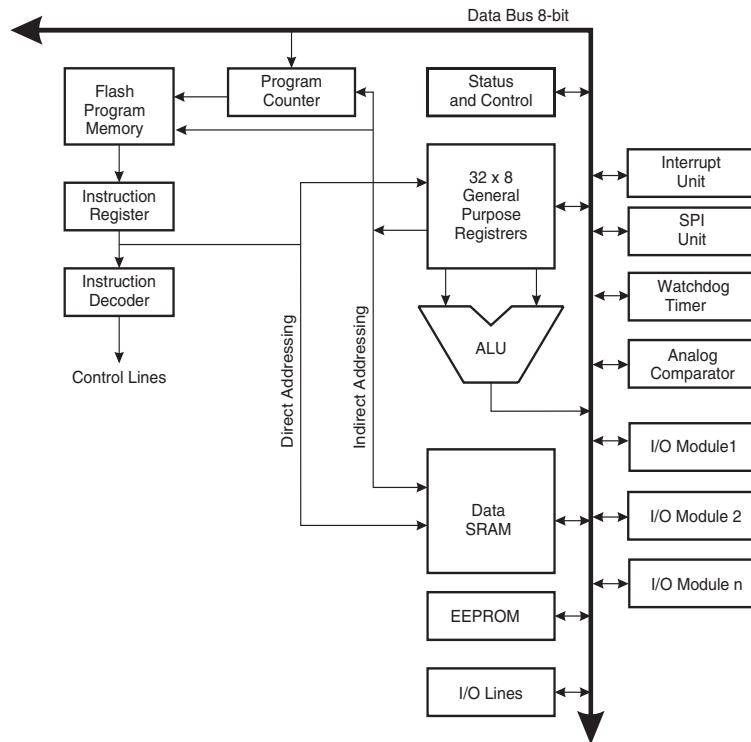 Data Bus 8-bit
Flash
Program
Memory
Program
Counter
Status
and Control
Instruction
Register
32 x 8
General
Purpose
Registrers
Interrupt
Unit
SPI
Unit
Instruction
Decoder
Watchdog
Timer
ALU
Analog
Comparator
Control Lines
Direct Addressing
Indirect Addressing
I/O Module1
Data
SRAM
I/O Module 2
I/O Module n
EEPROM
I/O Lines